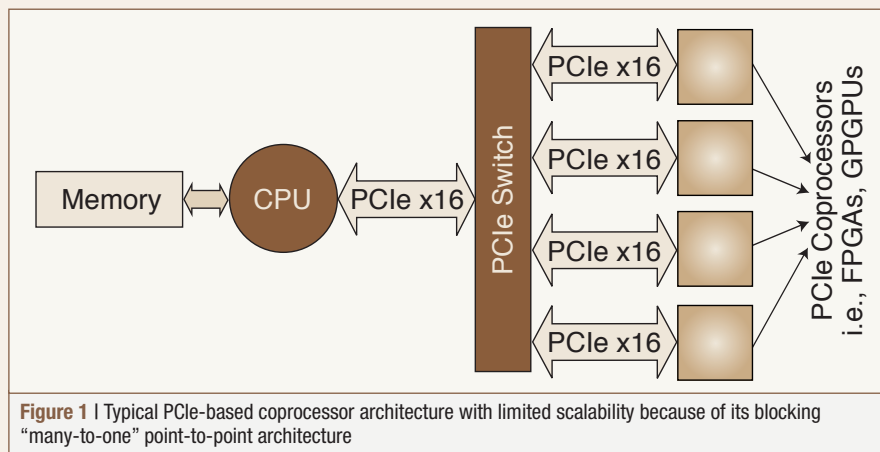 Memory
CPU
PCIe x16
PCIe Switch
PCIe x16
PCIe x16
PCIe x16
PCIe x16
PCIe Coprocessors
i.e., FPGAs, GPGPUs
Figure 1 | Typical PCIe-based coprocessor architecture with limited scalability because of its blocking
“many-to-one” point-to-point architecture